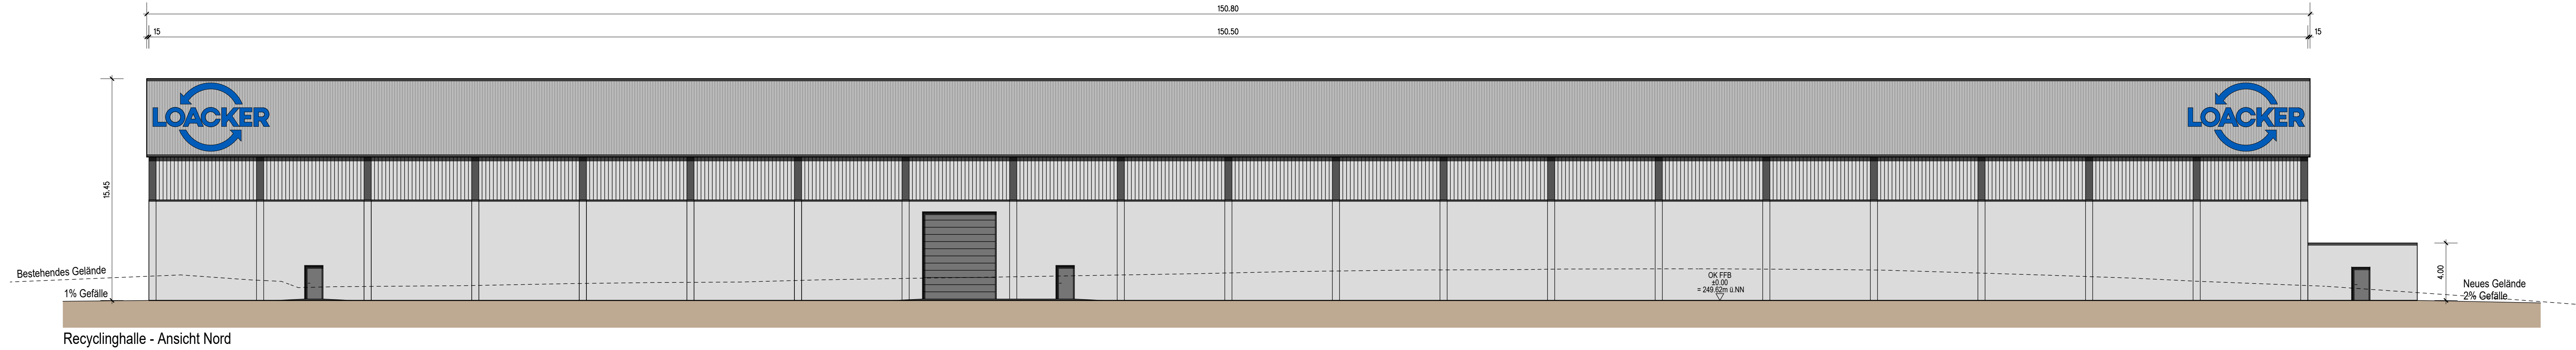 150.80
15
150.50
15
LOACKER
LOACKER
15.45
Bestehendes Gelände
1% Gefälle
OK FFB
±0.00
= 249.62m ü.NN
4.00
Neues Gelände
2% Gefälle
Recyclinghalle - Ansicht Nord